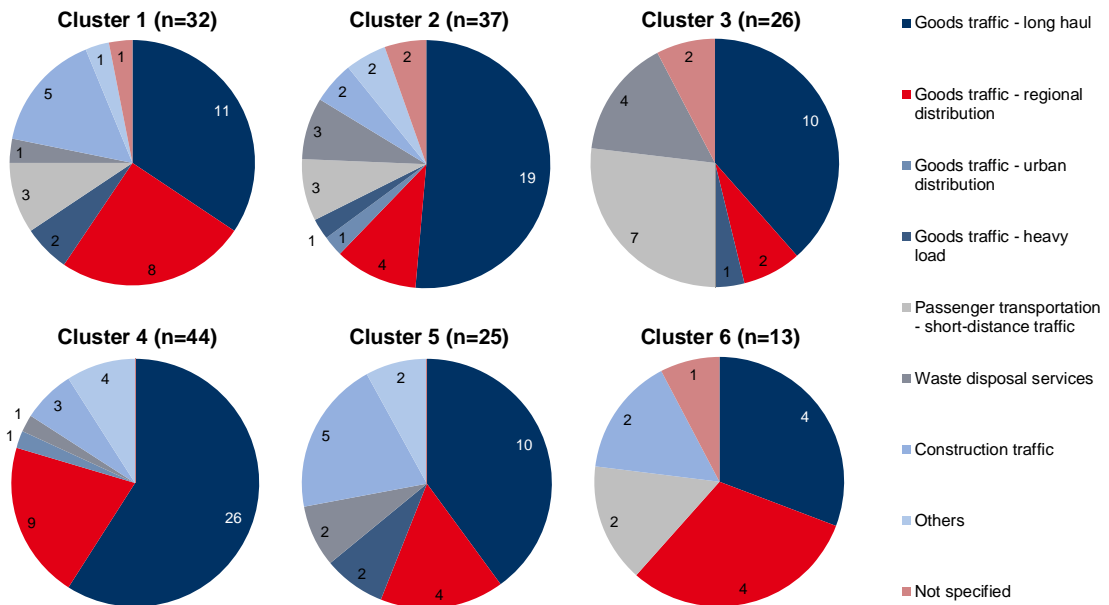 Cluster 1 (n=32)
11
8
2
3
1
5
1
1
Cluster 2 (n=37)
19
4
1
1
3
3
2
2
2
Cluster 3 (n=26)
10
2
1
7
4
2
Cluster 4 (n=44)
26
9
1
1
3
4
Cluster 5 (n=25)
10
4
2
2
5
2
Cluster 6 (n=13)
4
4
2
2
1
Goods traffic - long haul
Goods traffic - regional
distribution
Goods traffic - urban
distribution
Goods traffic - heavy
load
Passenger transportation
- short-distance traffic
Waste disposal services
Construction traffic
Others
Not specified